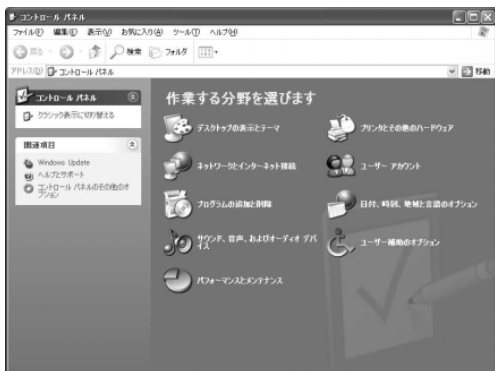 コントロール パネル
ファイル(F) 編集(E) 表示(V) お気に入り(A) ツール(T) ヘルプ(H)
戻る 検索 フォルダ
アドレス(D) コントロール パネル 移動
コントロール パネル
クラシック表示に切り替える
関連項目
Windows Update
ヘルプとサポート
コントロール パネルのその他のオ
プション
作業する分野を選びます
デスクトップの表示とテーマ
プリンタとその他のハードウェア
ネットワークとインターネット接続
ユーザー アカウント
プログラムの追加と削除
日付、時刻、地域と言語のオプション
サウンド、音声、およびオーディオ デバ
イス
ユーザー補助のオプション
パフォーマンスとメンテナンス